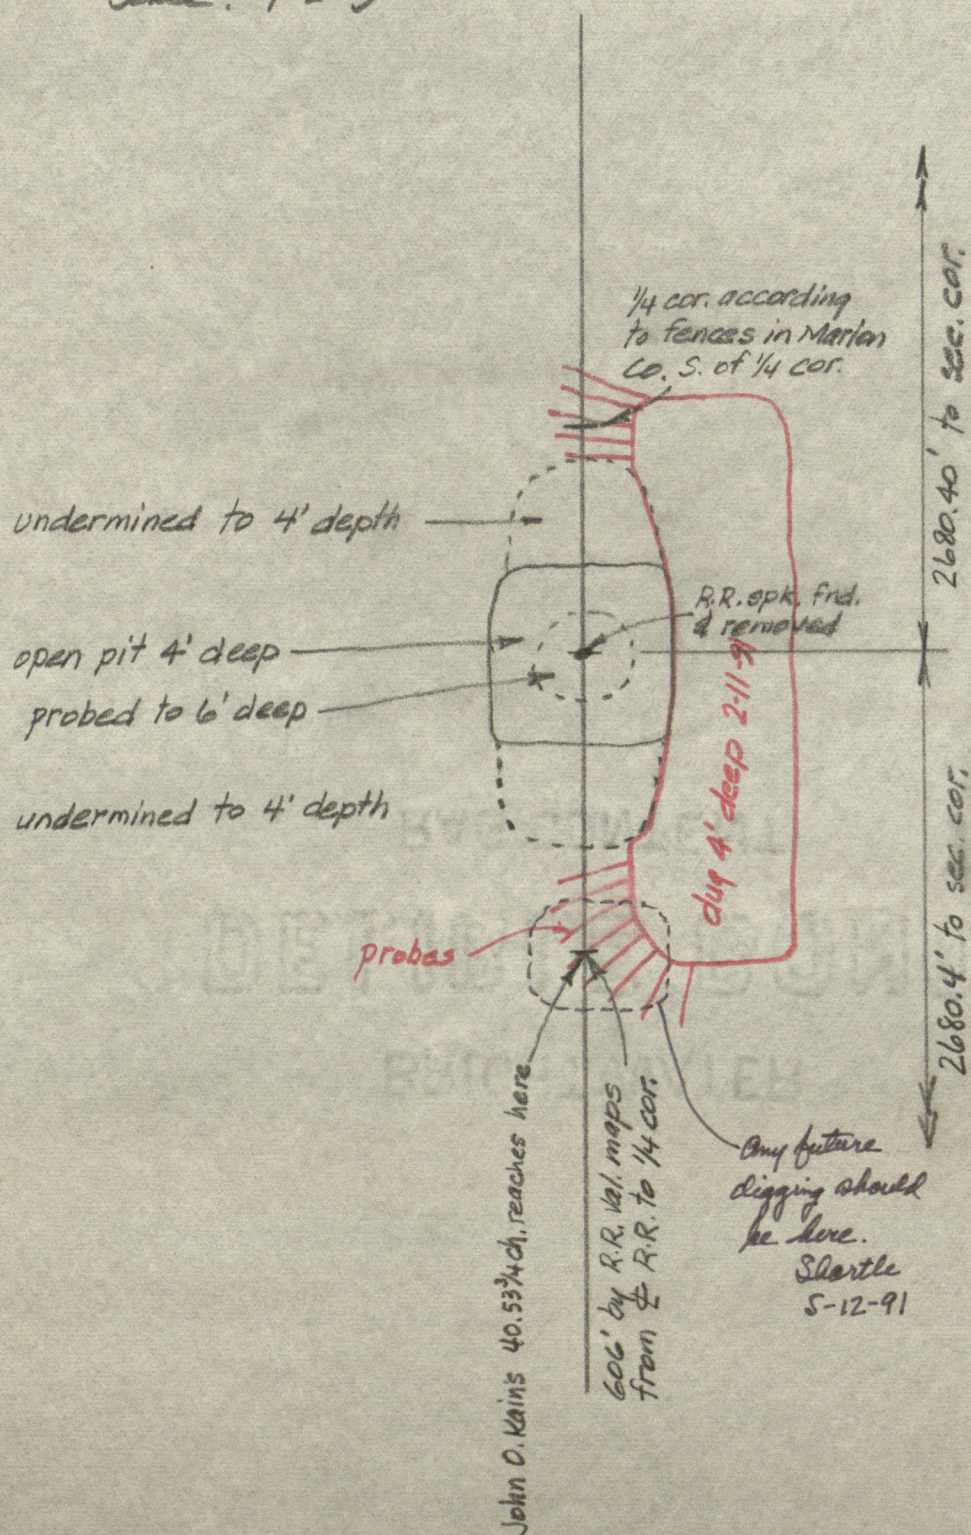 1/4 cor. according
to fences in Marion
Co. S. of 1/4 cor.
2680.40' to sec. cor.
undermined to 4' depth
R.R. spk. fnd.
& removed
open pit 4' deep
probed to 6' deep
dug 4' deep 2-11-91
undermined to 4' depth
2680.4' to sec. cor.
probes
John O. Kains 40.53 3/4 ch. reaches here
606' by R.R. Val. maps
from ℄ R.R. to 1/4 cor.
Any future
digging should
be here.
Shortle
5-12-91